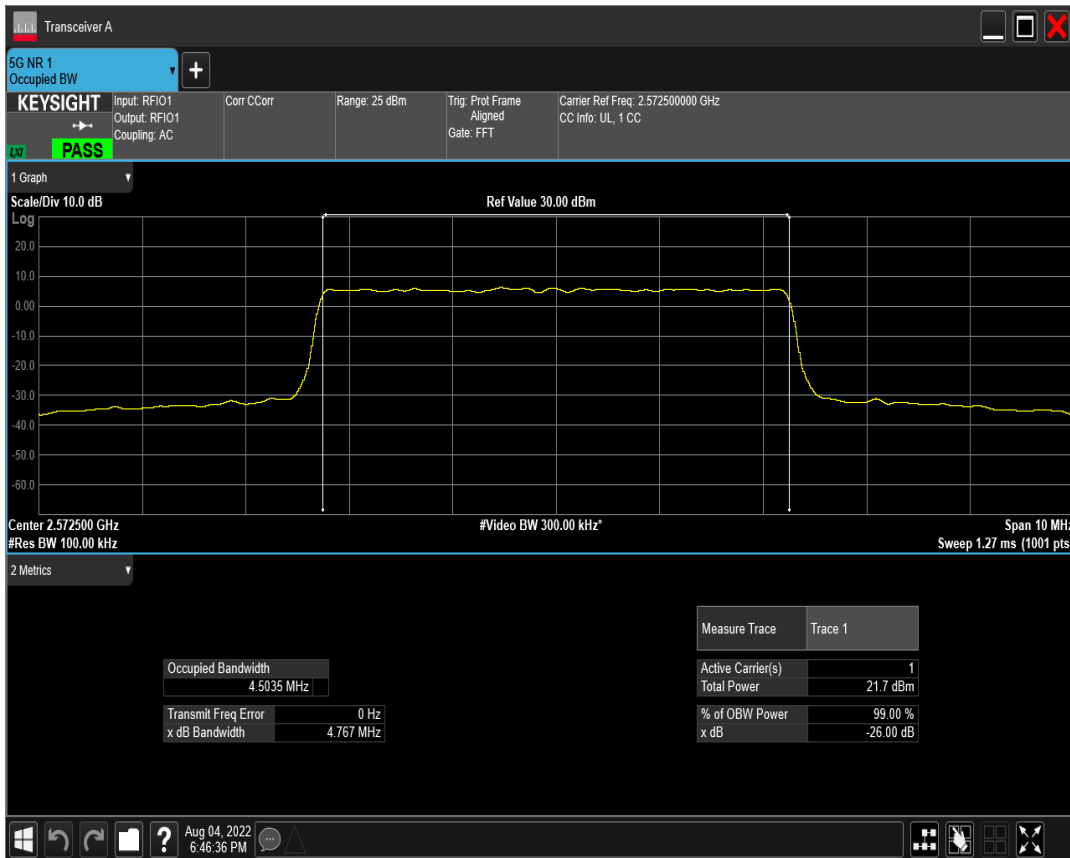 Transceiver A
5G NR 1
Occupied BW
+
KEYSIGHT
LXI
PASS
Input: RFIO1
Output: RFIO1
Coupling: AC
Corr CCorr
Range: 25 dBm
Trig: Prot Frame
Aligned
Gate: FFT
Carrier Ref Freq: 2.572500000 GHz
CC Info: UL, 1 CC
1 Graph
Scale/Div 10.0 dB
Ref Value 30.00 dBm
Log
20.0
10.0
0.00
-10.0
-20.0
-30.0
-40.0
-50.0
-60.0
Center 2.572500 GHz
#Video BW 300.00 kHz*
Span 10 MHz
#Res BW 100.00 kHz
Sweep 1.27 ms (1001 pts
2 Metrics
Measure Trace Trace 1
Occupied Bandwidth
4.5035 MHz
Active Carrier(s) 1
Total Power 21.7 dBm
Transmit Freq Error 0 Hz
x dB Bandwidth 4.767 MHz
% of OBW Power 99.00 %
x dB -26.00 dB
?
Aug 04, 2022
6:46:36 PM